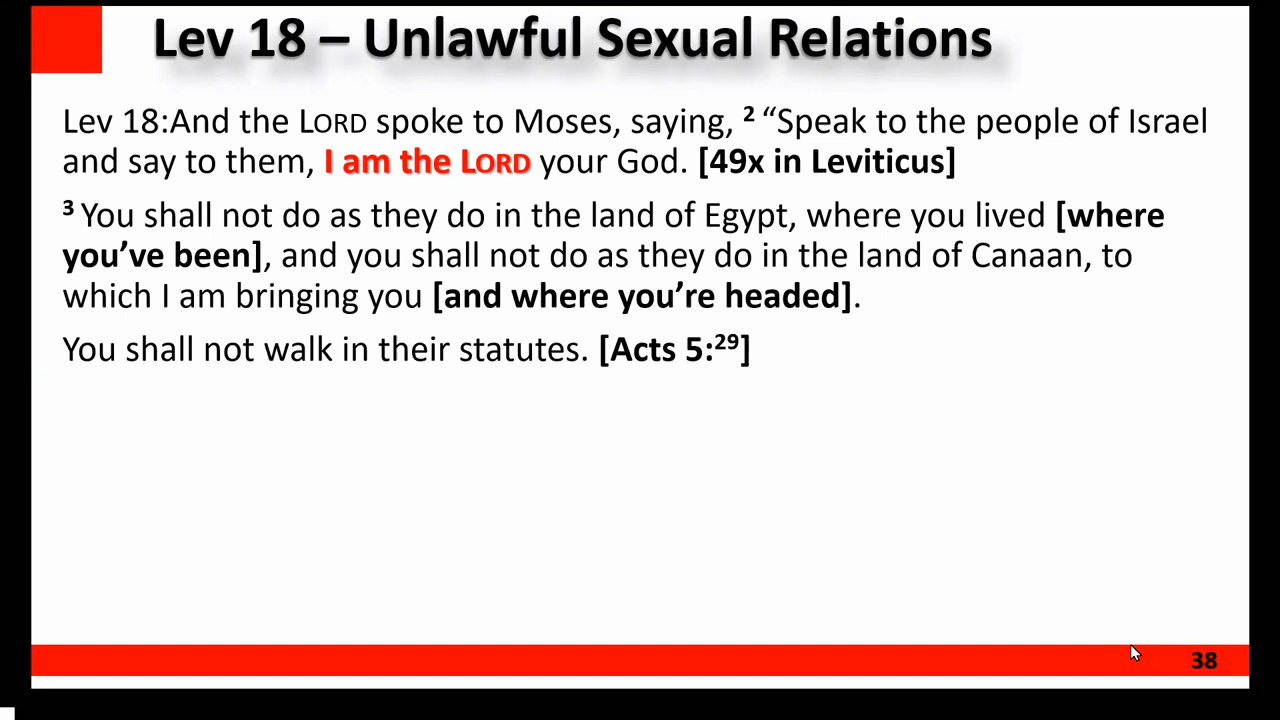 Lev 18 – Unlawful Sexual Relations
Lev 18:And the LORD spoke to Moses, saying, ² “Speak to the people of Israel
and say to them, I am the LORD your God. [49x in Leviticus]
³ You shall not do as they do in the land of Egypt, where you lived [where
you’ve been], and you shall not do as they do in the land of Canaan, to
which I am bringing you [and where you’re headed].
You shall not walk in their statutes. [Acts 5:²⁹]
38